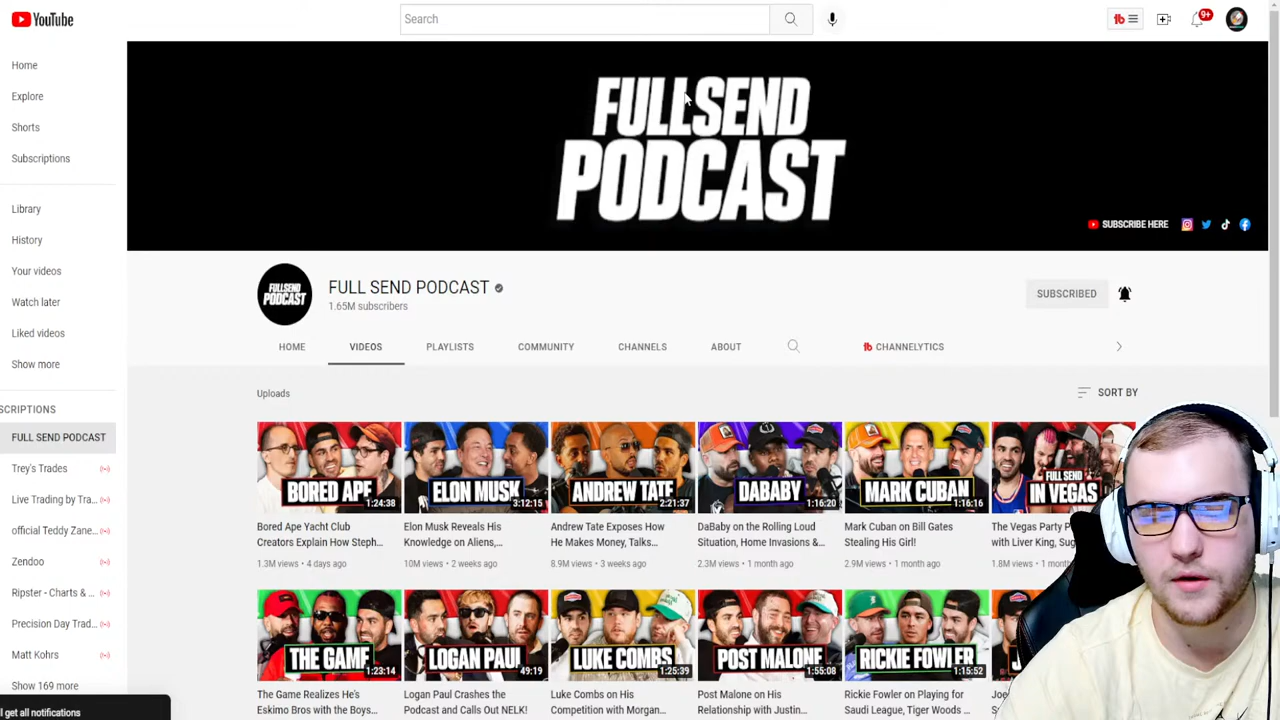 YouTube
Search
9+
Home
Explore
Shorts
Subscriptions
Library
History
Your videos
Watch later
Liked videos
Show more
SCRIPTIONS
FULL SEND PODCAST
Trey's Trades
Live Trading by Tra...
official Teddy Zane...
Zendoo
Ripster - Charts & ...
Precision Day Trad...
Matt Kohrs
Show 169 more
ll get all notifications
FULLSEND
PODCAST
SUBSCRIBE HERE
FULLSEND
PODCAST
FULL SEND PODCAST
1.65M subscribers
SUBSCRIBED
HOME VIDEOS PLAYLISTS COMMUNITY CHANNELS ABOUT CHANNELYTICS
Uploads
SORT BY
BORED APE
1:24:38
Bored Ape Yacht Club
Creators Explain How Steph...
1.3M views • 4 days ago
ELON MUSK
3:12:15
Elon Musk Reveals His
Knowledge on Aliens,...
10M views • 2 weeks ago
ANDREW TATE
2:21:37
Andrew Tate Exposes How
He Makes Money, Talks...
8.9M views • 3 weeks ago
DABABY
1:16:20
DaBaby on the Rolling Loud
Situation, Home Invasions &...
2.3M views • 1 month ago
MARK CUBAN
1:16:16
Mark Cuban on Bill Gates
Stealing His Girl!
2.9M views • 1 month ago
FULL SEND
IN VEGAS
The Vegas Party
with Liver King, Sug
1.8M views • 1 mont
THE GAME
1:23:14
The Game Realizes He's
Eskimo Bros with the Boys...
LOGAN PAUL
49:19
Logan Paul Crashes the
Podcast and Calls Out NELK!
LUKE COMBS
1:25:39
Luke Combs on His
Competition with Morgan...
POST MALONE
1:55:08
Post Malone on His
Relationship with Justin...
RICKIE FOWLER
1:15:52
Rickie Fowler on Playing for
Saudi League, Tiger Woods ...
J